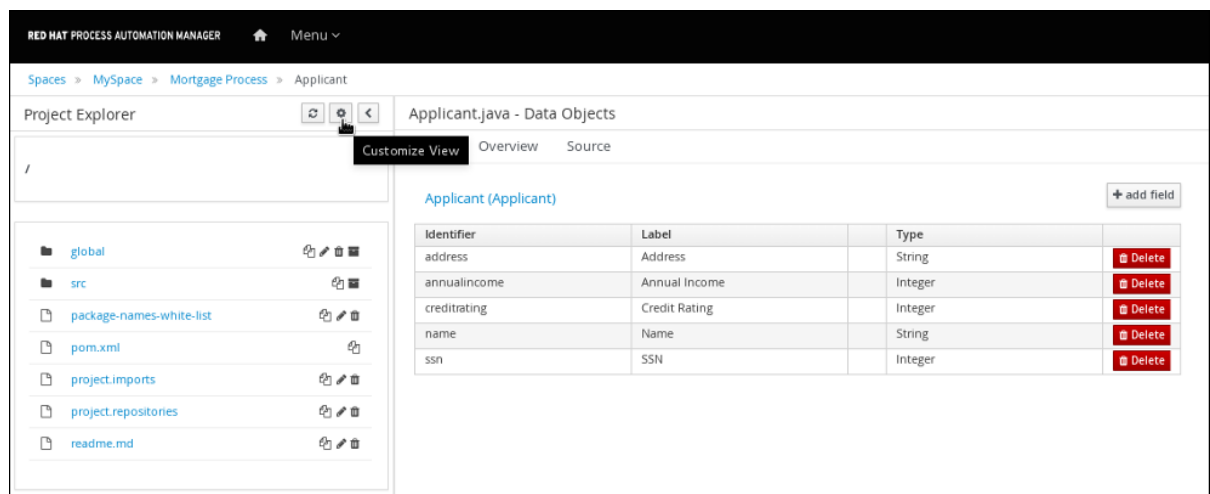 RED HAT PROCESS AUTOMATION MANAGER Menu
Spaces » MySpace » Mortgage Process » Applicant
Project Explorer
Applicant.java - Data Objects
Customize View
Overview Source
/
Applicant (Applicant)
+ add field
Identifier Label Type
address Address String Delete
annualincome Annual Income Integer Delete
creditrating Credit Rating Integer Delete
name Name String Delete
ssn SSN Integer Delete
global
src
package-names-white-list
pom.xml
project.imports
project.repositories
readme.md